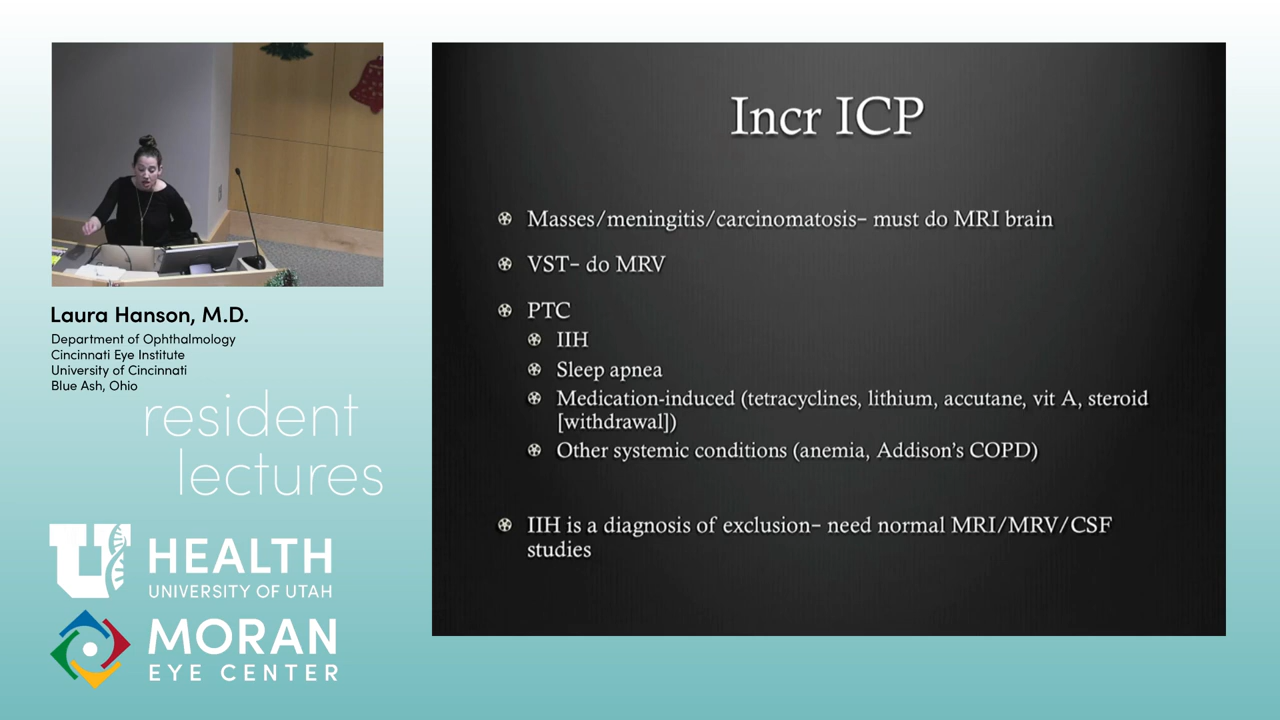 Incr ICP
Masses/meningitis/carcinomatosis– must do MRI brain
VST– do MRV
PTC
IIH
Sleep apnea
Medication-induced (tetracyclines, lithium, accutane, vit A, steroid
[withdrawal])
Other systemic conditions (anemia, Addison's COPD)
IIH is a diagnosis of exclusion– need normal MRI/MRV/CSF
studies
Laura Hanson, M.D.
Department of Ophthalmology
Cincinnati Eye Institute
University of Cincinnati
Blue Ash, Ohio
resident
lectures
U HEALTH
UNIVERSITY OF UTAH
MORAN
EYE CENTER